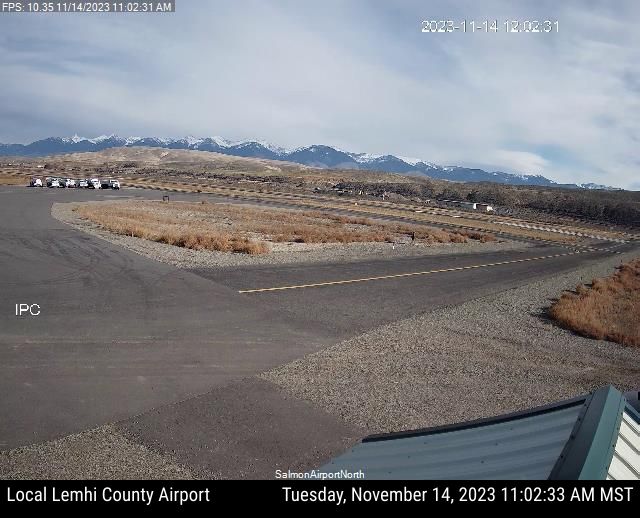 FPS: 10.35 11/14/2023 11:02:31 AM
2023-11-14 12:02:31
IPC
SalmonAirportNorth
Local Lemhi County Airport Tuesday, November 14, 2023 11:02:33 AM MST